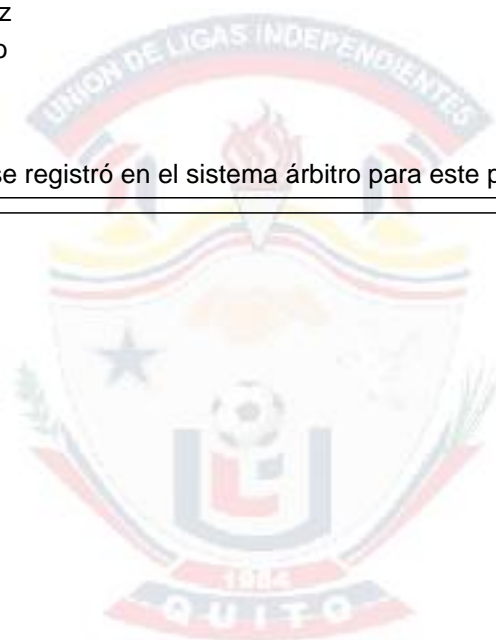 z
o
UNION DE LIGAS INDEPENDIENTES
se registró en el sistema árbitro para este p
1984
QUITO